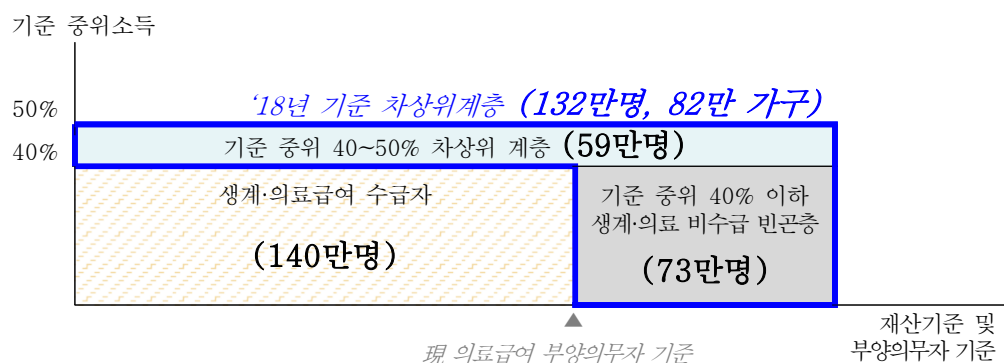 기준 중위소득
50%
‘18년 기준 차상위계층 (132만명, 82만 가구)
40%
기준 중위 40~50% 차상위 계층 (59만명)
생계·의료급여 수급자
(140만명)
기준 중위 40% 이하
생계·의료 비수급 빈곤층
(73만명)
재산기준 및
부양의무자 기준
現 의료급여 부양의무자 기준